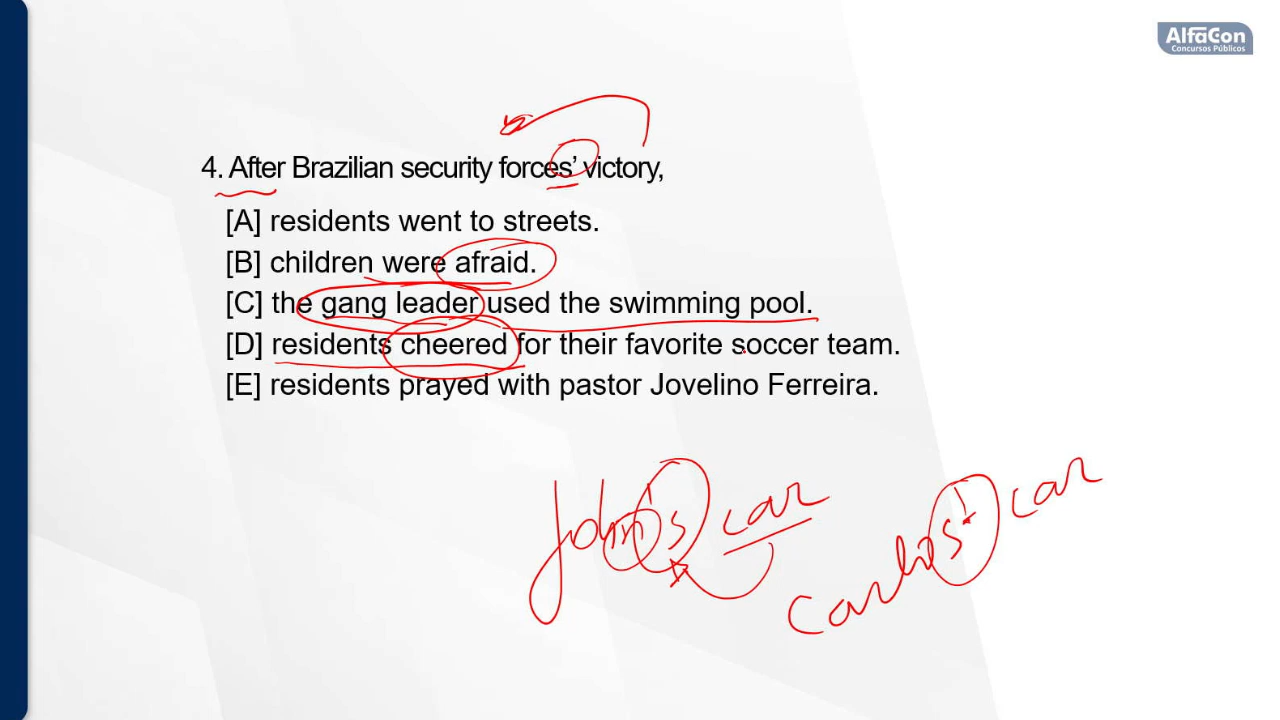 AlfaCon
Concursos Públicos
4. After Brazilian security forces’ victory,
[A] residents went to streets.
[B] children were afraid.
[C] the gang leader used the swimming pool.
[D] residents cheered for their favorite soccer team.
[E] residents prayed with pastor Jovelino Ferreira.
John's car
Carlos' car